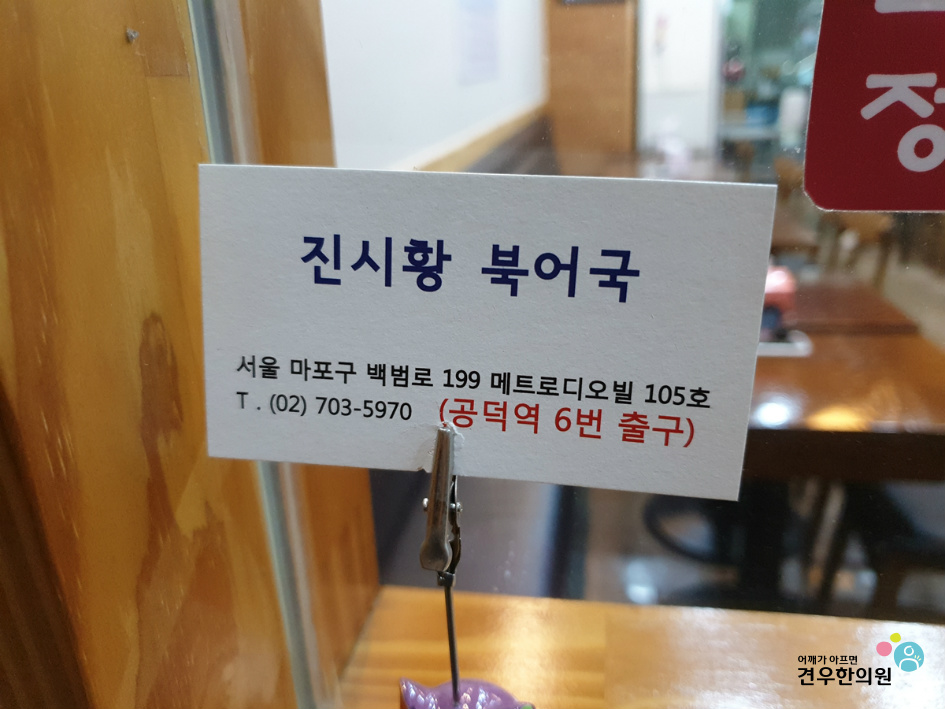 정
진시황 북어국
서울 마포구 백범로 199 메트로디오빌 105호
T . (02) 703-5970 (공덕역 6번 출구)
어깨가 아프면
견우한의원